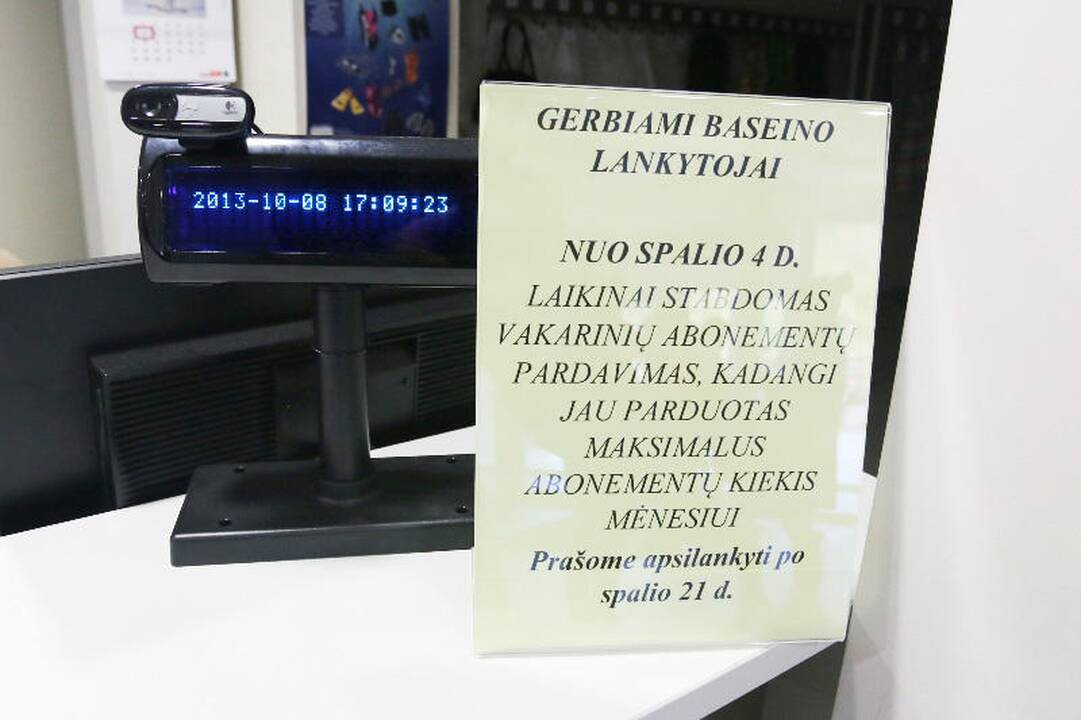 2013-10-08 17:09:23
GERBIAMI BASEINO
LANKYTOJAI
NUO SPALIO 4 D.
LAIKINAI STABDOMAS
VAKARINIŲ ABONEMENTŲ
PARDAVIMAS, KADANGI
JAU PARDUOTAS
MAKSIMALUS
ABONEMENTŲ KIEKIS
MĖNESIUI
Prašome apsilankyti po
spalio 21 d.